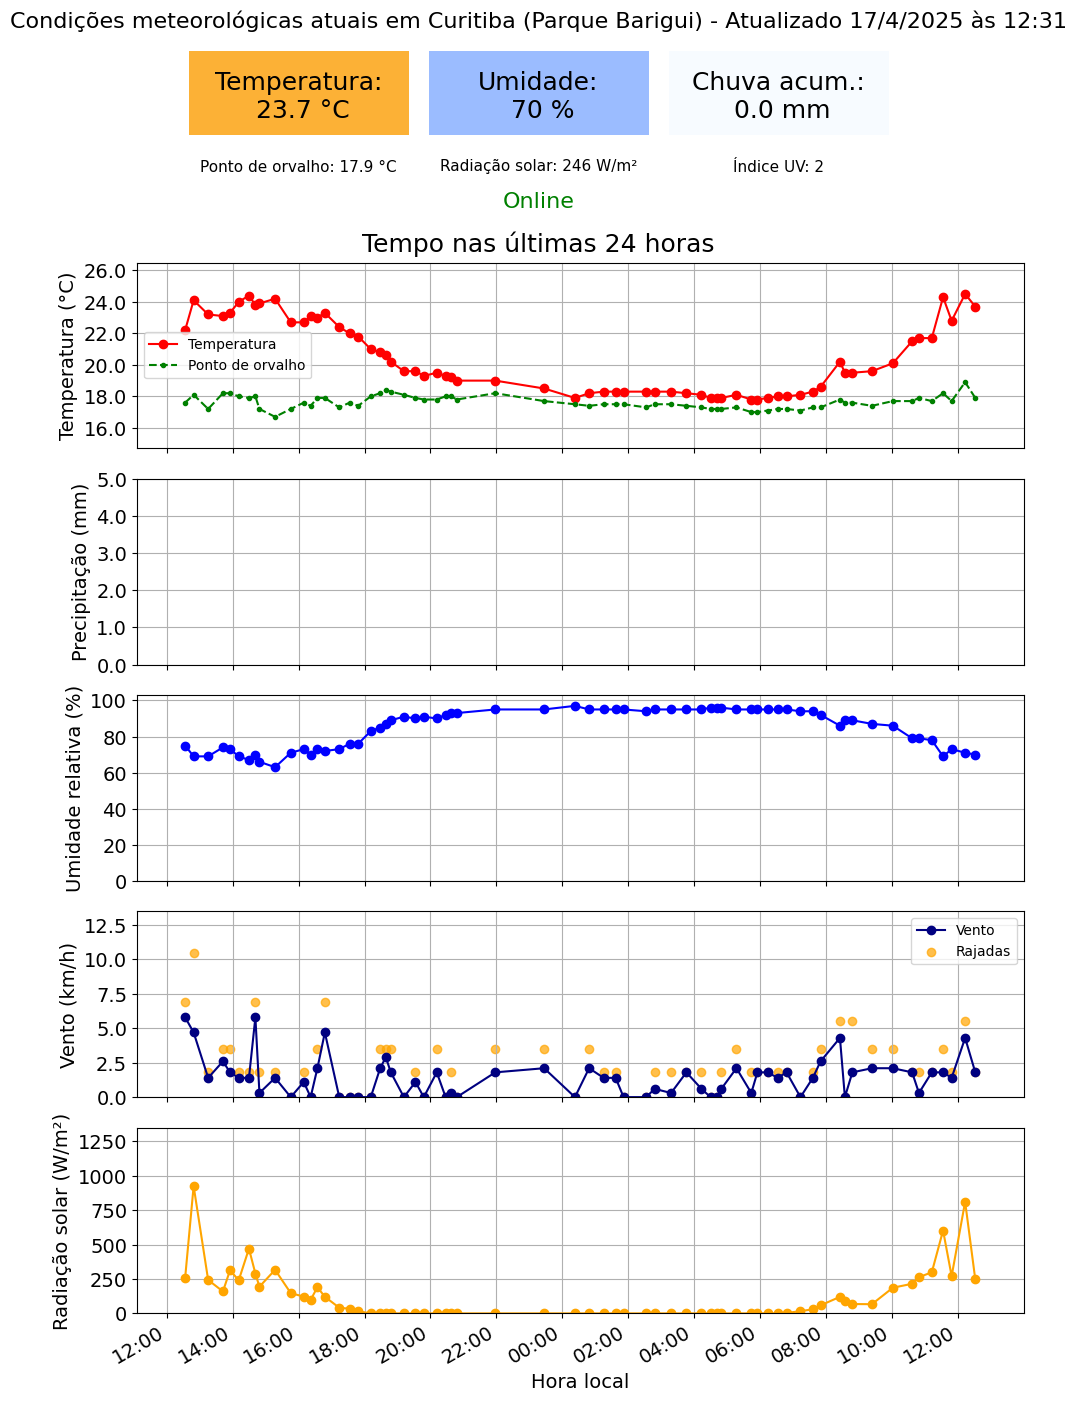 Condições meteorológicas atuais em Curitiba (Parque Barigui) - Atualizado 17/4/2025 às 12:31
Temperatura:
23.7 °C
Umidade:
70 %
Chuva acum.:
0.0 mm
Ponto de orvalho: 17.9 °C
Radiação solar: 246 W/m²
Índice UV: 2
Online
Tempo nas últimas 24 horas
Temperatura (°C)
26.0
24.0
22.0
20.0
18.0
16.0
Temperatura
Ponto de orvalho
Precipitação (mm)
5.0
4.0
3.0
2.0
1.0
0.0
Umidade relativa (%)
100
80
60
40
20
0
Vento (km/h)
12.5
10.0
7.5
5.0
2.5
0.0
Vento
Rajadas
Radiação solar (W/m²)
1250
1000
750
500
250
0
12:00
14:00
16:00
18:00
20:00
22:00
00:00
02:00
04:00
06:00
08:00
10:00
12:00
Hora local